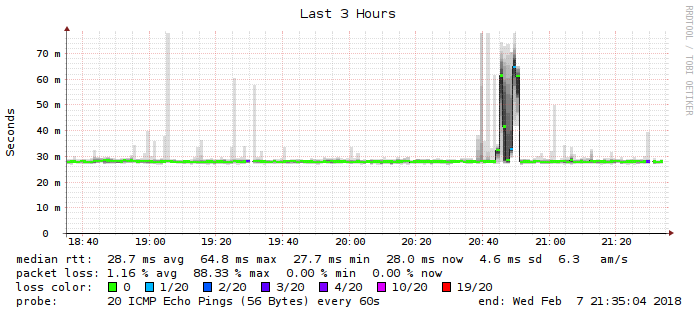 Last 3 Hours
RRDTOOL / TOBI OETIKER
Seconds
70 m
60 m
50 m
40 m
30 m
20 m
10 m
0
18:40 19:00 19:20 19:40 20:00 20:20 20:40 21:00 21:20
median rtt: 28.7 ms avg 64.8 ms max 27.7 ms min 28.0 ms now 4.6 ms sd 6.3 am/s
packet loss: 1.16 % avg 88.33 % max 0.00 % min 0.00 % now
loss color: 0 1/20 2/20 3/20 4/20 10/20 19/20
probe: 20 ICMP Echo Pings (56 Bytes) every 60s end: Wed Feb 7 21:35:04 2018